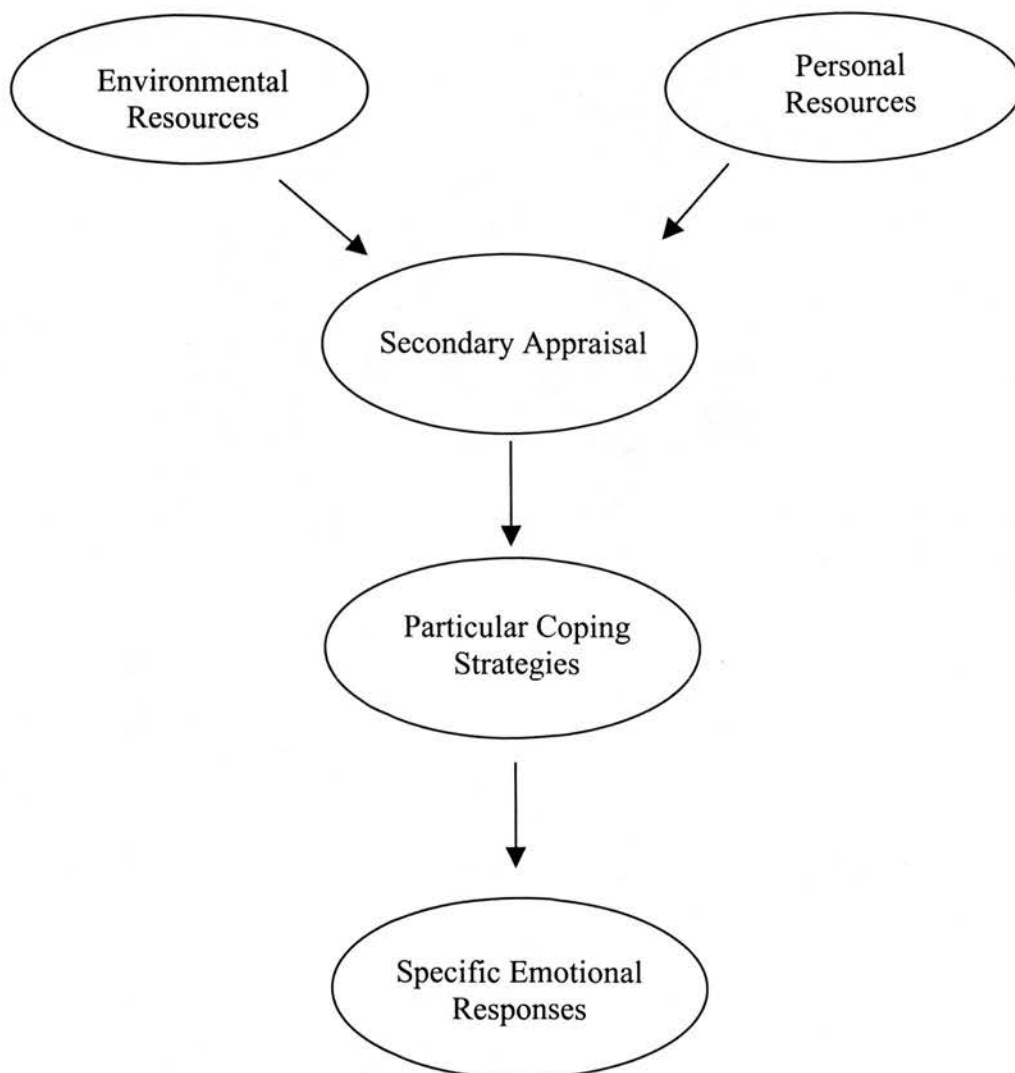 Environmental
Resources
Personal
Resources
Secondary Appraisal
Particular Coping
Strategies
Specific Emotional
Responses